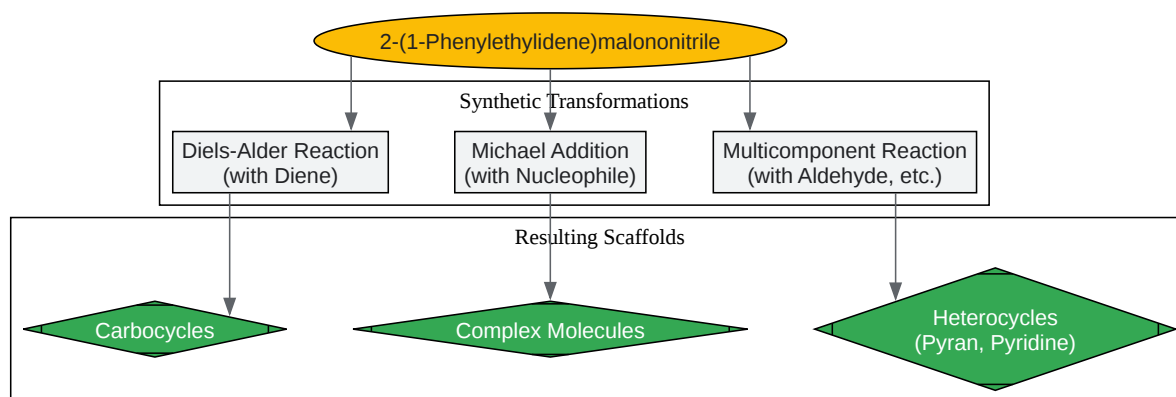 2-(1-Phenylethylidene)malononitrile
Synthetic Transformations
Diels-Alder Reaction
(with Diene)
Michael Addition
(with Nucleophile)
Multicomponent Reaction
(with Aldehyde, etc.)
Resulting Scaffolds
Carbocycles
Complex Molecules
Heterocycles
(Pyran, Pyridine)